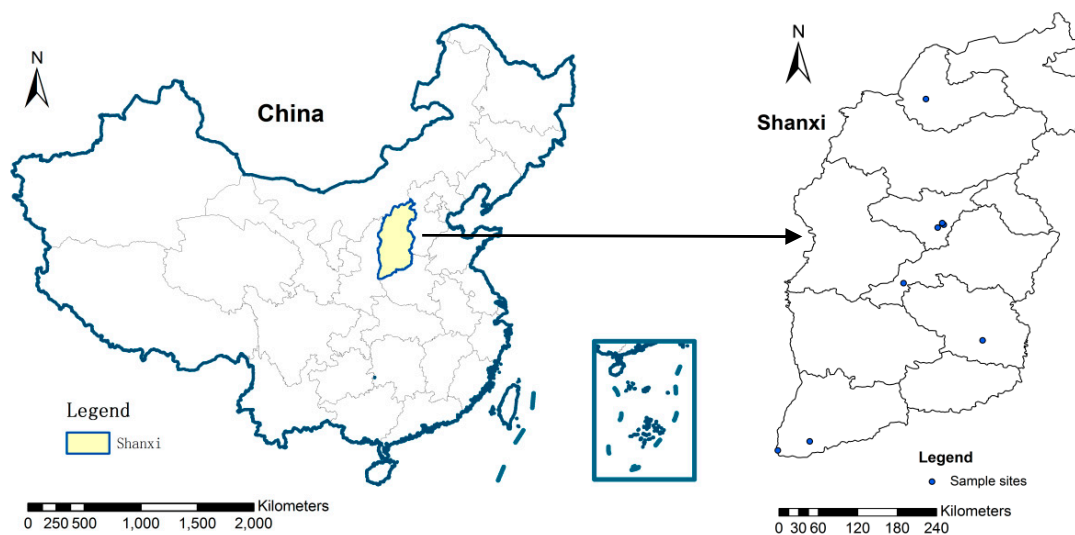 N
China
Legend
Shanxi
Kilometers
0 250 500 1,000 1,500 2,000
N
Shanxi
Legend
Sample sites
Kilometers
0 30 60 120 180 240